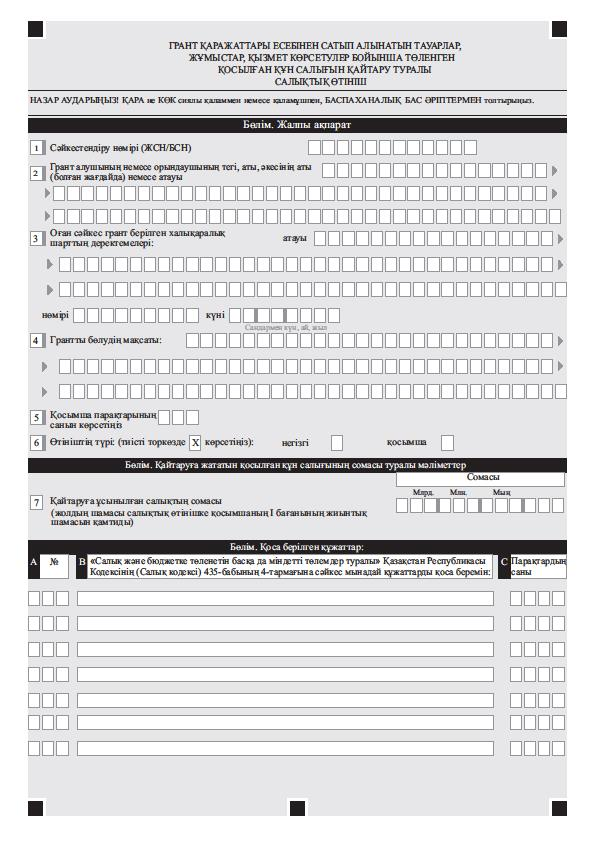 ГРАНТ ҚАРАЖАТТАРЫ ЕСЕБІНЕН САТЫП АЛЫНАТЫН ТАУАРЛАР,
ЖҰМЫСТАР, ҚЫЗМЕТ КӨРСЕТУЛЕР БОЙЫНША ТӨЛЕНГЕН
ҚОСЫЛҒАН ҚҰН САЛЫҒЫН ҚАЙТАРУ ТУРАЛЫ
САЛЫҚТЫҚ ӨТІНІШ
НАЗАР АУДАРЫҢЫЗ! ҚАРА не КӨК сиялы қаламмен немесе қаламұшпен, БАСПАХАНАЛЫҚ БАС ӘРІПТЕРМЕН толтырыңыз.
Бөлім. Жалпы ақпарат
1 Сәйкестендіру нөмірі (ЖСН/БСН)
2 Грант алушының немесе орындаушының тегі, аты, әкесінің аты
(болған жағдайда) немесе атауы
3 Оған сәйкес грант берілген халықаралық атауы
шарттың деректемелері:
нөмірі күні
Сандармен күн, ай, жыл
4 Грантты бөлудің мақсаты:
5 Қосымша парақтарының
санын көрсетіңіз
6 Өтініштің түрі: (тиісті торкөзде X көрсетіңіз): негізгі қосымша
Бөлім. Қайтаруға жататын қосылған құн салығының сомасы туралы мәліметтер
Сомасы
Млрд. Млн. Мың
7 Қайтаруға ұсынылған салықтың сомасы
(жолдың шамасы салықтық өтінішке қосымшаның I бағанының жиынтық
шамасын қамтиды)
Бөлім. Қоса берілген құжаттар:
A № B «Салық және бюджетке төленетін басқа да міндетті төлемдер туралы» Қазақстан Республикасы C Парақтардың
Кодексінің (Салық кодексі) 435-бабының 4-тармағына сәйкес мынадай құжаттарды қоса беремін: саны